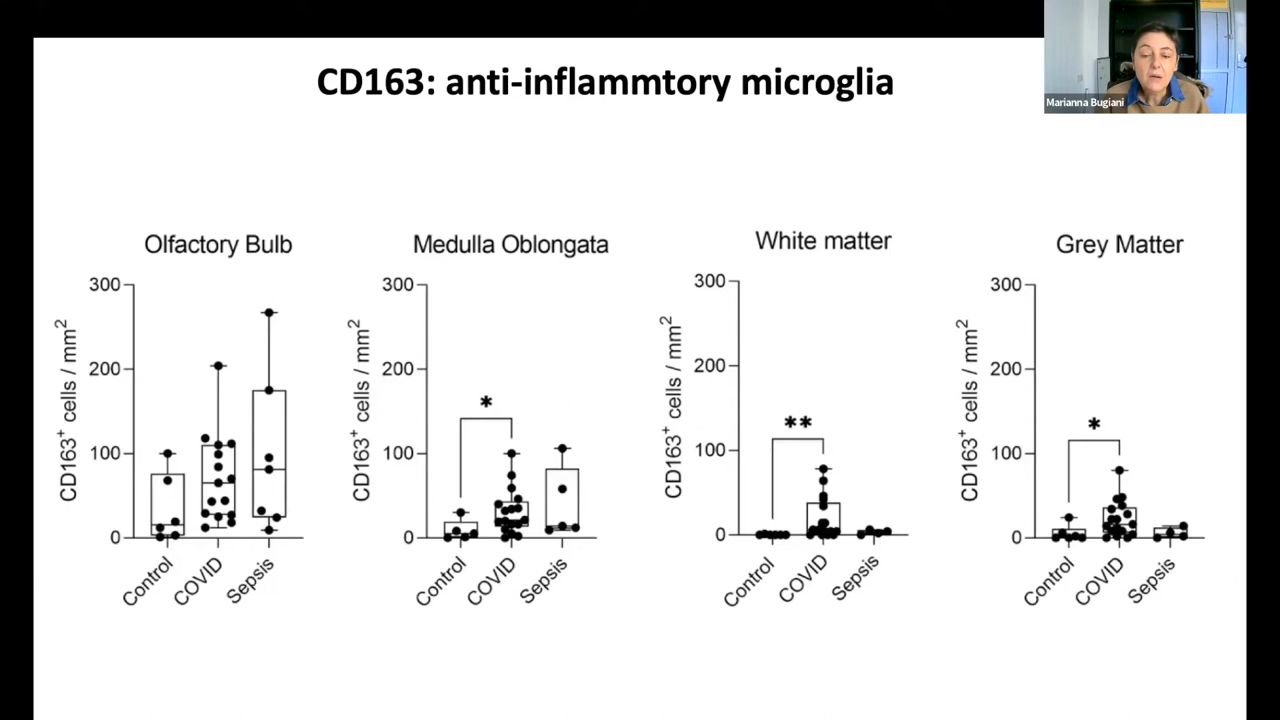 CD163: anti-inflammtory microglia
Marianna Bugiani
Olfactory Bulb
CD163+ cells / mm2
300
200
100
0
Control
COVID
Sepsis
Medulla Oblongata
CD163+ cells / mm2
300
200
100
0
*
Control
COVID
Sepsis
White matter
CD163+ cells / mm2
300
200
100
0
**
Control
COVID
Sepsis
Grey Matter
CD163+ cells / mm2
300
200
100
0
*
Control
COVID
Sepsis